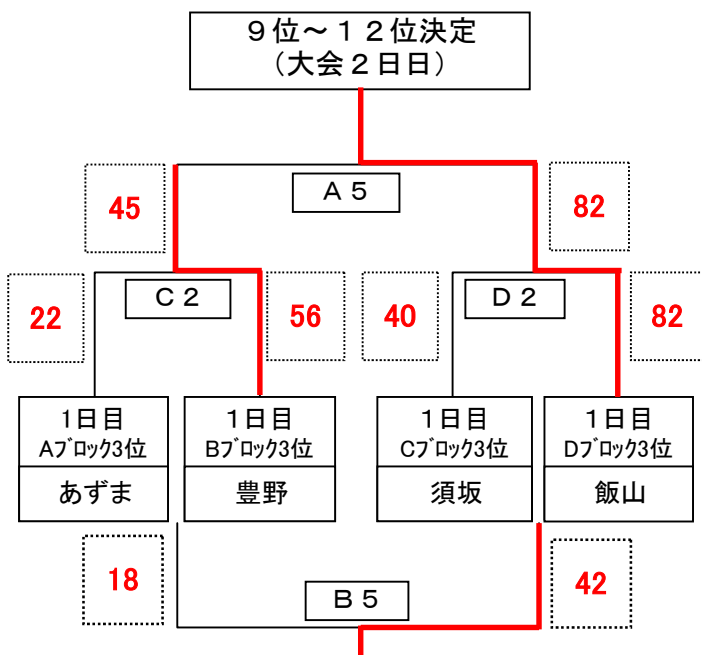 ９位～１２位決定
（大会２日日）
Ａ５
45
82
Ｃ２
Ｄ２
22
56
40
82
1日目
Aﾌﾞﾛｯｸ3位
あずま
1日目
Bﾌﾞﾛｯｸ3位
豊野
1日目
Cﾌﾞﾛｯｸ3位
須坂
1日目
Dﾌﾞﾛｯｸ3位
飯山
18
Ｂ５
42